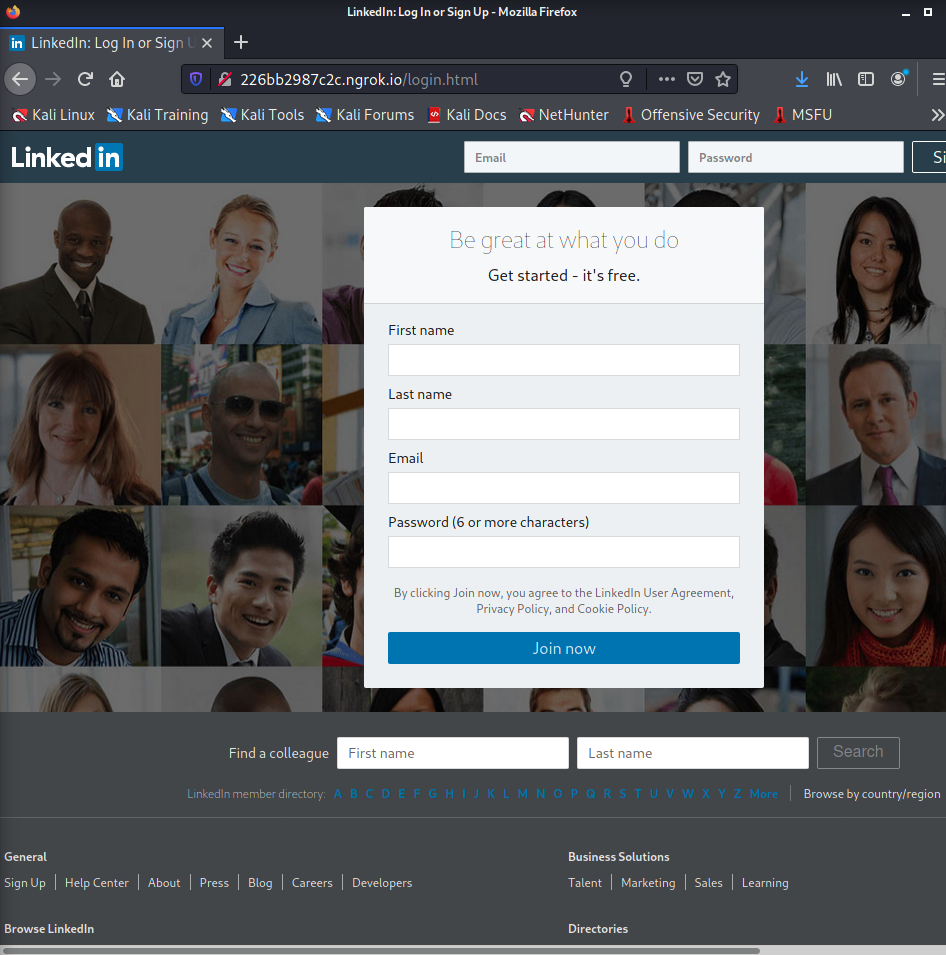 LinkedIn: Log In or Sign Up - Mozilla Firefox
in LinkedIn: Log In or Sign U
226bb2987c2c.ngrok.io/login.html
Kali Linux Kali Training Kali Tools Kali Forums Kali Docs NetHunter Offensive Security MSFU
Linkedin Email Password Si
Be great at what you do
Get started - it's free.
First name
Last name
Email
Password (6 or more characters)
By clicking Join now, you agree to the LinkedIn User Agreement,
Privacy Policy, and Cookie Policy.
Join now
Find a colleague First name Last name Search
LinkedIn member directory: A B C D E F G H I J K L M N O P Q R S T U V W X Y Z More Browse by country/region
General Business Solutions
Sign Up Help Center About Press Blog Careers Developers Talent Marketing Sales Learning
Browse LinkedIn Directories